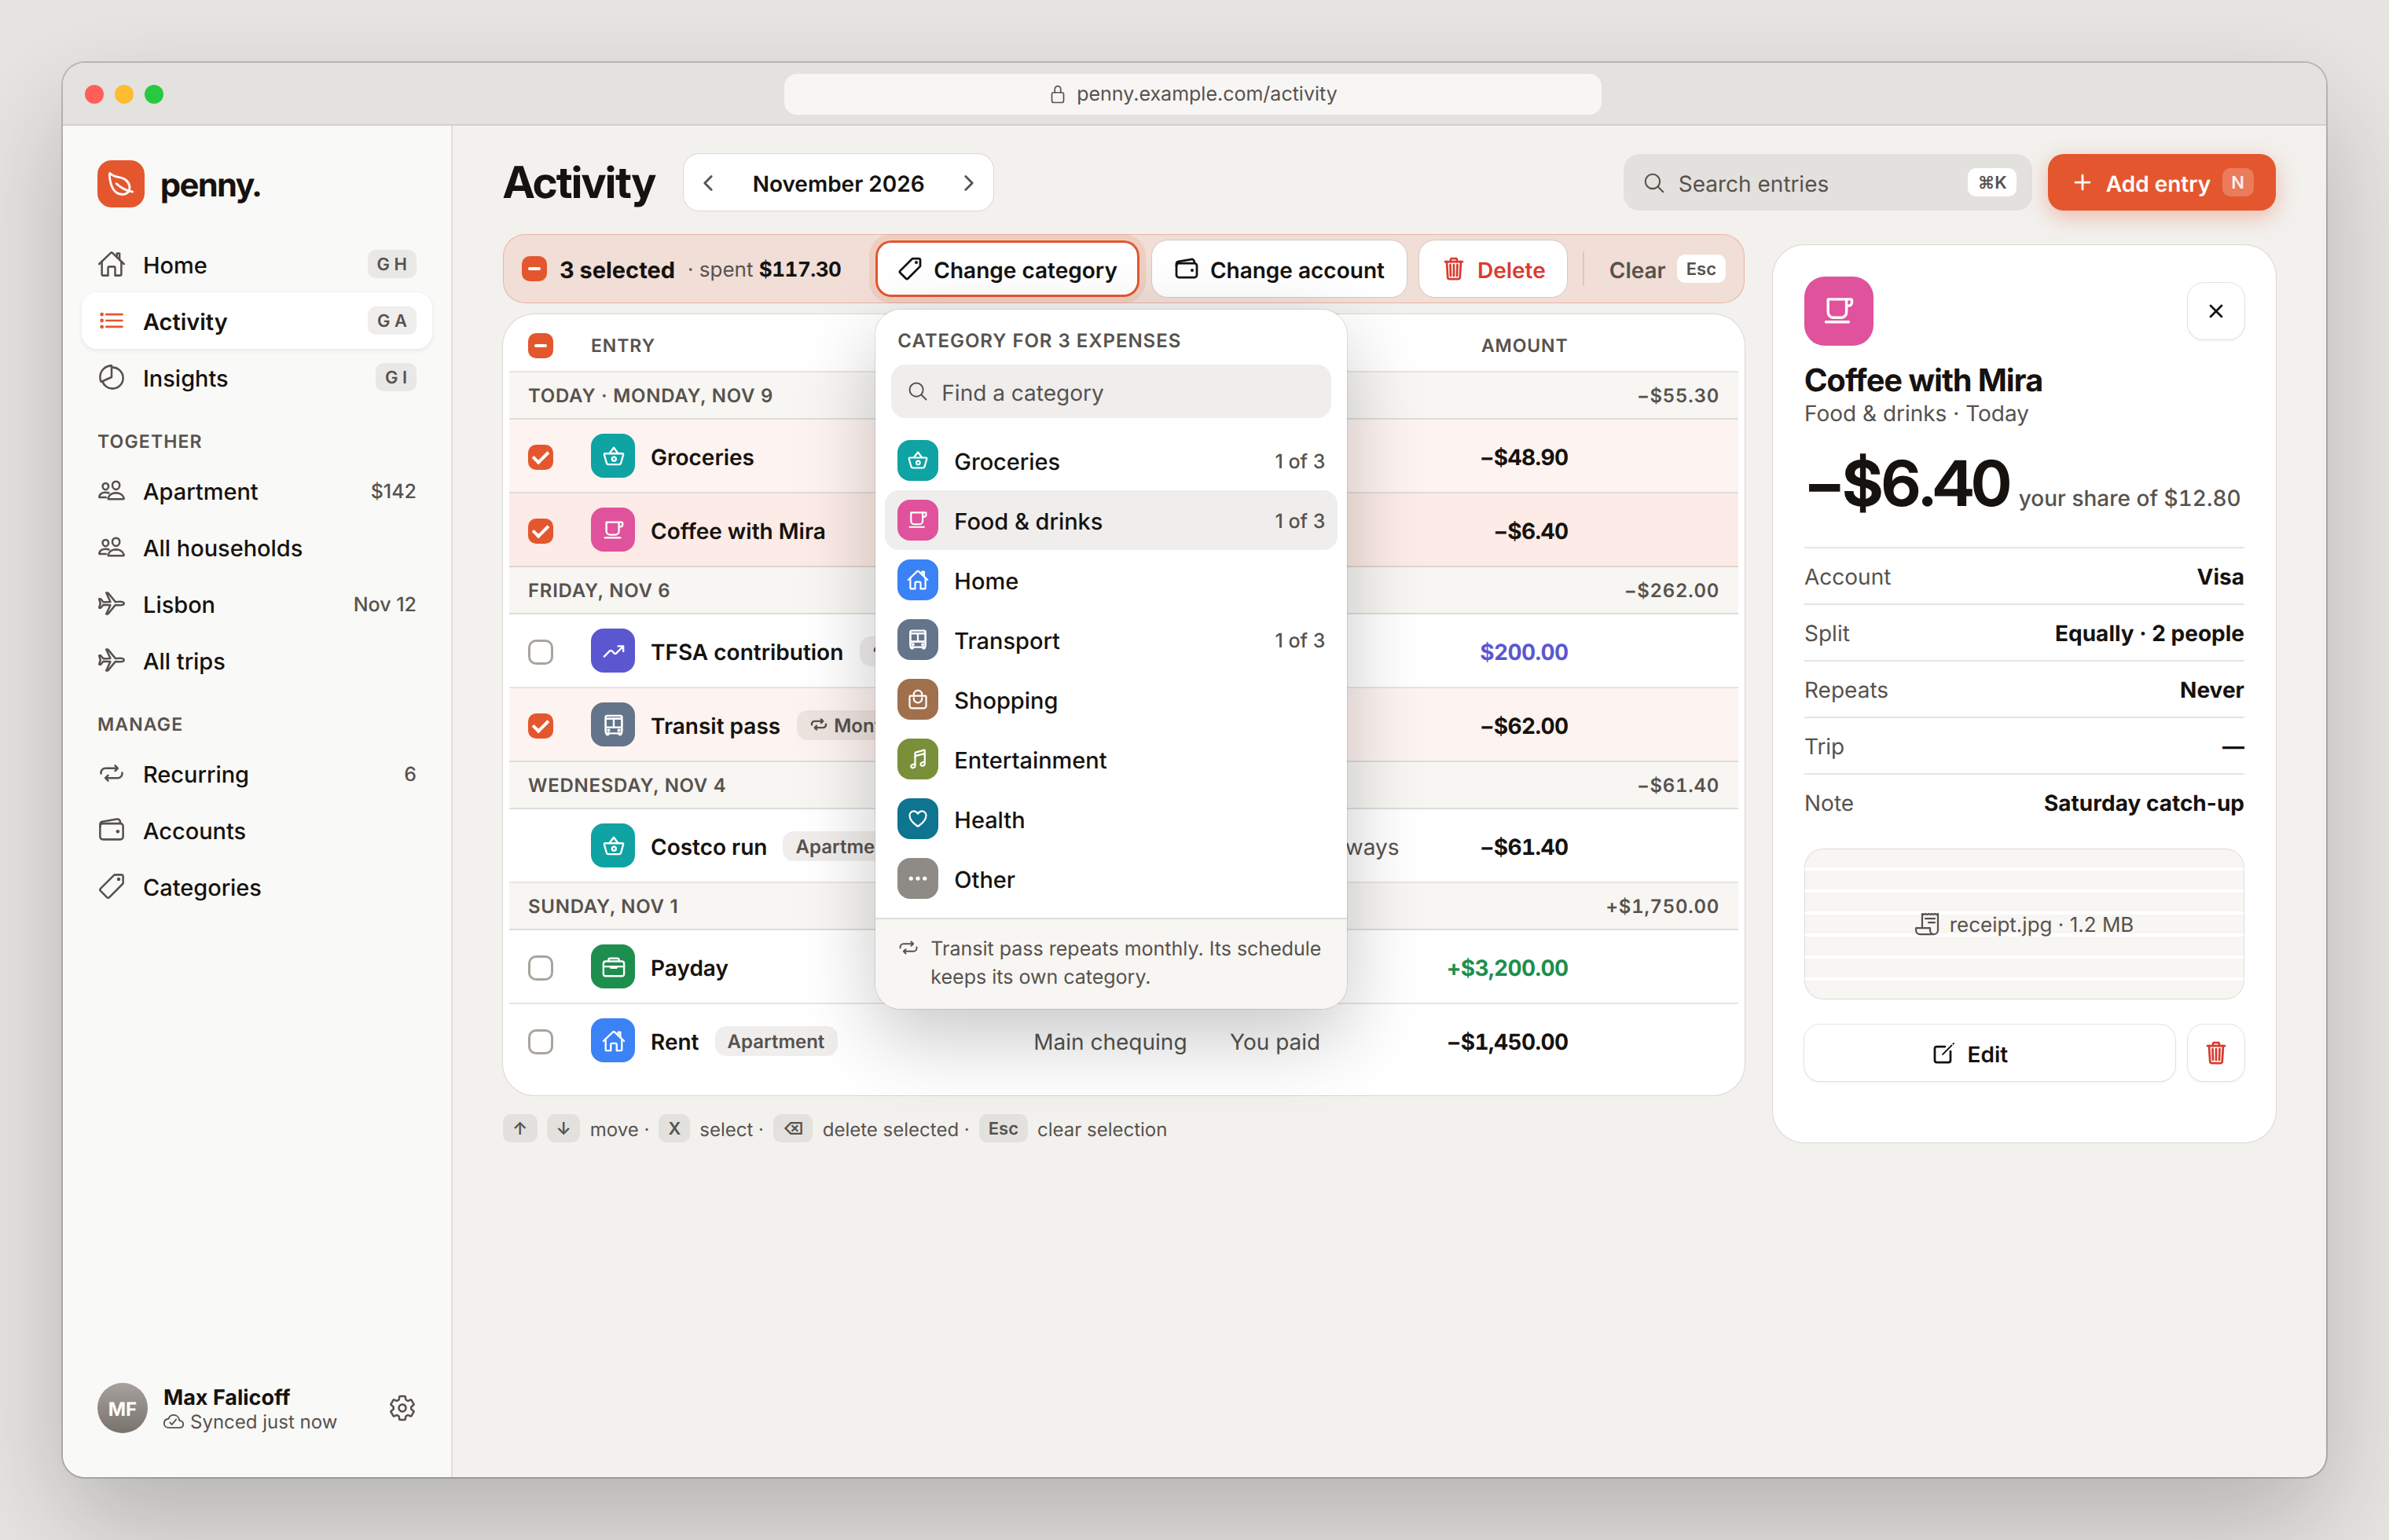 penny.example.com/activity
penny.
Home G H
Activity G A
Insights G I
TOGETHER
Apartment $142
All households
Lisbon Nov 12
All trips
MANAGE
Recurring 6
Accounts
Categories
MF
Max Falicoff
Synced just now
Activity
November 2026
Search entries ⌘K
Add entry N
3 selected · spent $117.30
Change category
Change account
Delete
Clear Esc
ENTRY AMOUNT
TODAY · MONDAY, NOV 9 −$55.30
Groceries −$48.90
Coffee with Mira −$6.40
FRIDAY, NOV 6 −$262.00
TFSA contribution $200.00
Transit pass Mon −$62.00
WEDNESDAY, NOV 4 −$61.40
Costco run Apartme ways −$61.40
SUNDAY, NOV 1 +$1,750.00
Payday +$3,200.00
Rent Apartment Main chequing You paid −$1,450.00
CATEGORY FOR 3 EXPENSES
Find a category
Groceries 1 of 3
Food & drinks 1 of 3
Home
Transport 1 of 3
Shopping
Entertainment
Health
Other
Transit pass repeats monthly. Its schedule
keeps its own category.
↑ ↓ move · X select · ⌫ delete selected · Esc clear selection
Coffee with Mira
Food & drinks · Today
−$6.40 your share of $12.80
Account Visa
Split Equally · 2 people
Repeats Never
Trip —
Note Saturday catch-up
receipt.jpg · 1.2 MB
Edit